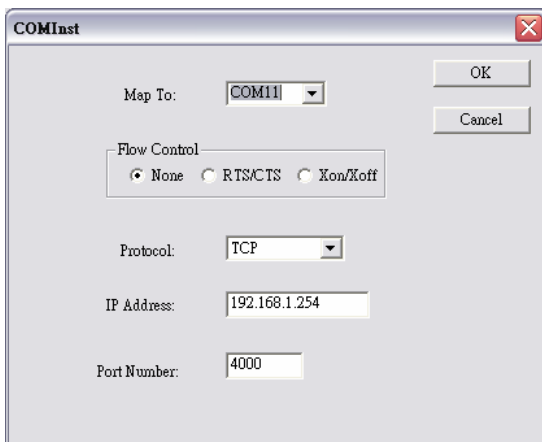 COMInst
OK
Map To: COM11
Cancel
Flow Control
None RTS/CTS Xon/Xoff
Protocol: TCP
IP Address: 192.168.1.254
Port Number: 4000